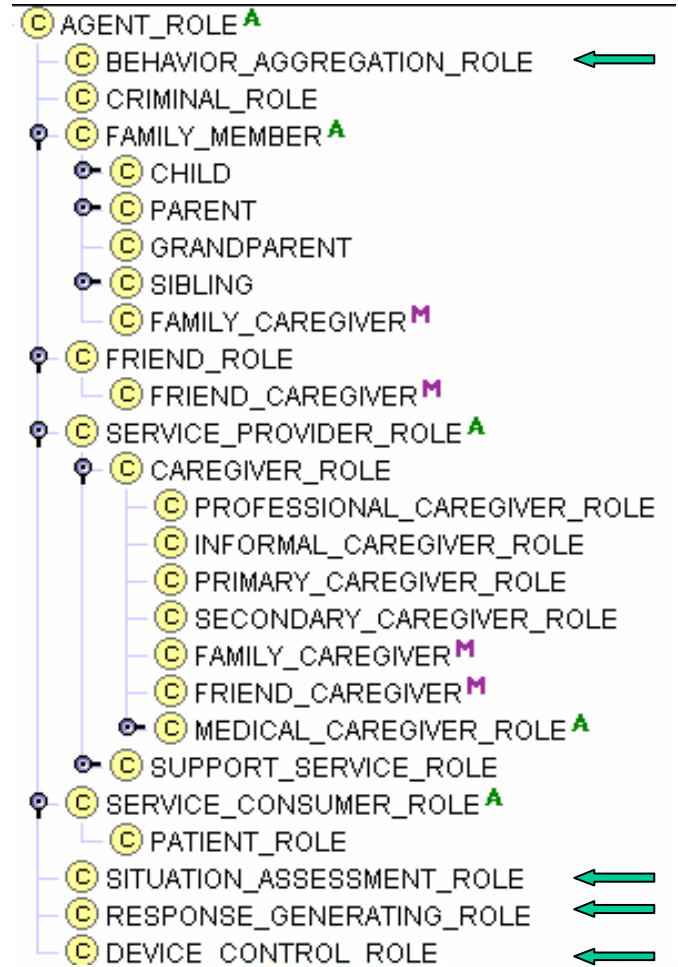 C AGENT_ROLE A
C BEHAVIOR_AGGREGATION_ROLE
C CRIMINAL_ROLE
C FAMILY_MEMBER A
C CHILD
C PARENT
C GRANDPARENT
C SIBLING
C FAMILY_CAREGIVER M
C FRIEND_ROLE
C FRIEND_CAREGIVER M
C SERVICE_PROVIDER_ROLE A
C CAREGIVER_ROLE
C PROFESSIONAL_CAREGIVER_ROLE
C INFORMAL_CAREGIVER_ROLE
C PRIMARY_CAREGIVER_ROLE
C SECONDARY_CAREGIVER_ROLE
C FAMILY_CAREGIVER M
C FRIEND_CAREGIVER M
C MEDICAL_CAREGIVER_ROLE A
C SUPPORT_SERVICE_ROLE
C SERVICE_CONSUMER_ROLE A
C PATIENT_ROLE
C SITUATION_ASSESSMENT_ROLE
C RESPONSE_GENERATING_ROLE
C DEVICE_CONTROL_ROLE